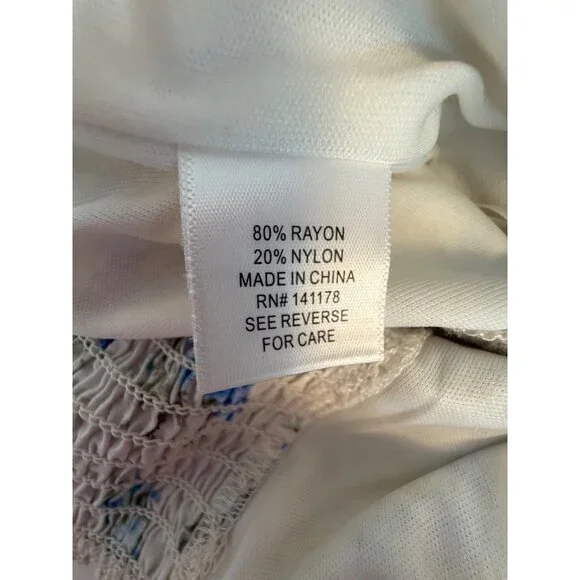 80% RAYON
20% NYLON
MADE IN CHINA
RN# 141178
SEE REVERSE
FOR CARE